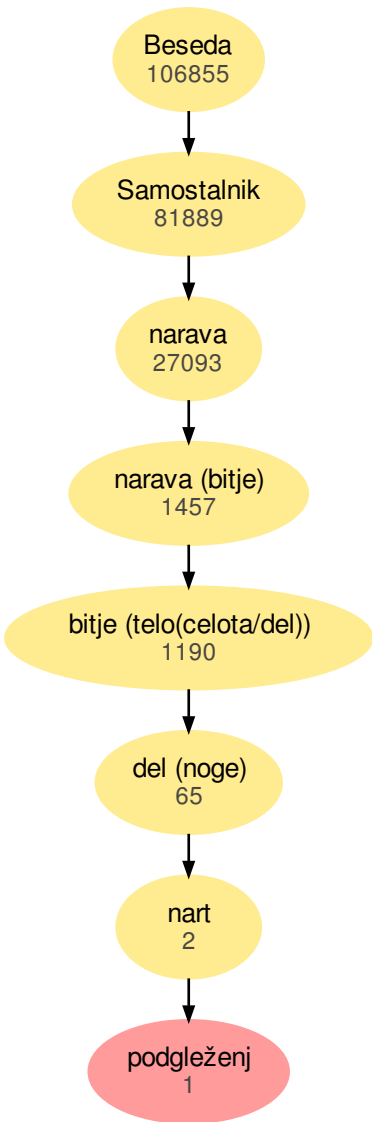 Beseda
106855
Samostalnik
81889
narava
27093
narava (bitje)
1457
bitje (telo(celota/del))
1190
del (noge)
65
nart
2
podgleženj
1